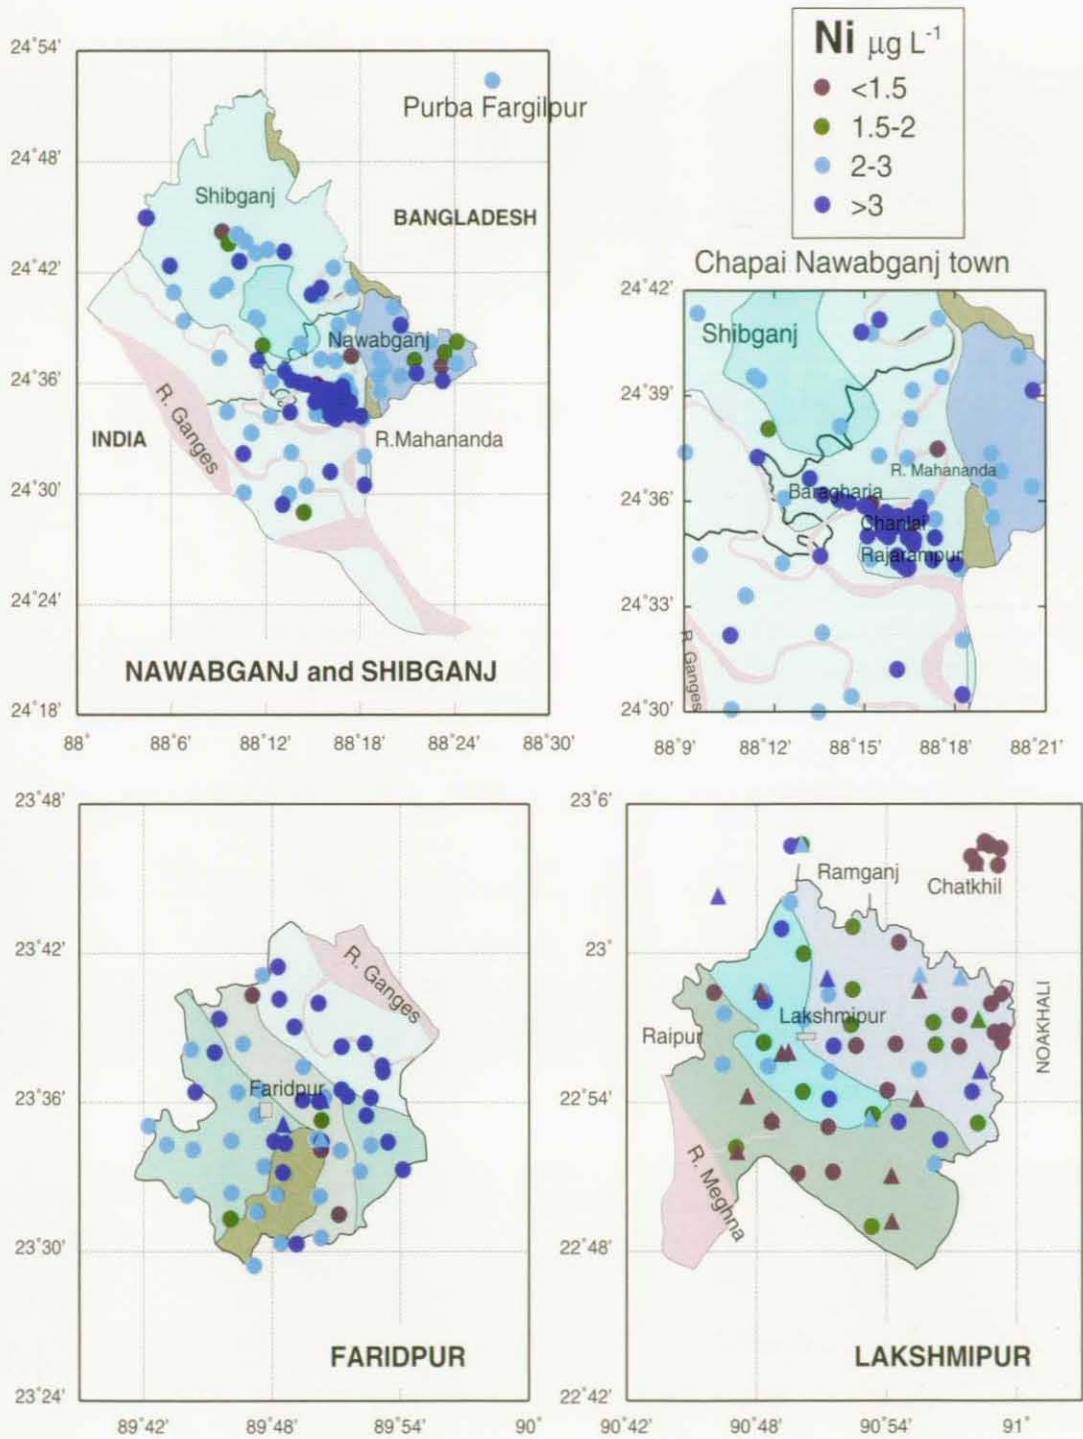 Ni µg L⁻¹
<1.5
1.5-2
2-3
>3
24°54'
24°48'
24°42'
24°36'
24°30'
24°24'
24°18'
88°
88°6'
88°12'
88°18'
88°24'
88°30'
Purba Fargilpur
Shibganj
BANGLADESH
Nawabganj
R. Ganges
INDIA
R.Mahananda
NAWABGANJ and SHIBGANJ
Chapai Nawabganj town
24°42'
24°39'
24°36'
24°33'
24°30'
88°9'
88°12'
88°15'
88°18'
88°21'
Shibganj
R. Mahananda
Baragharia
Chanlai
Rajarampur
R. Ganges
23°48'
23°42'
23°36'
23°30'
23°24'
89°42'
89°48'
89°54'
90°
R. Ganges
Faridpur
FARIDPUR
23°6'
23°
22°54'
22°48'
22°42'
90°42'
90°48'
90°54'
91°
Ramganj
Chatkhil
Lakshmipur
Raipur
NOAKHALI
R. Meghna
LAKSHMIPUR